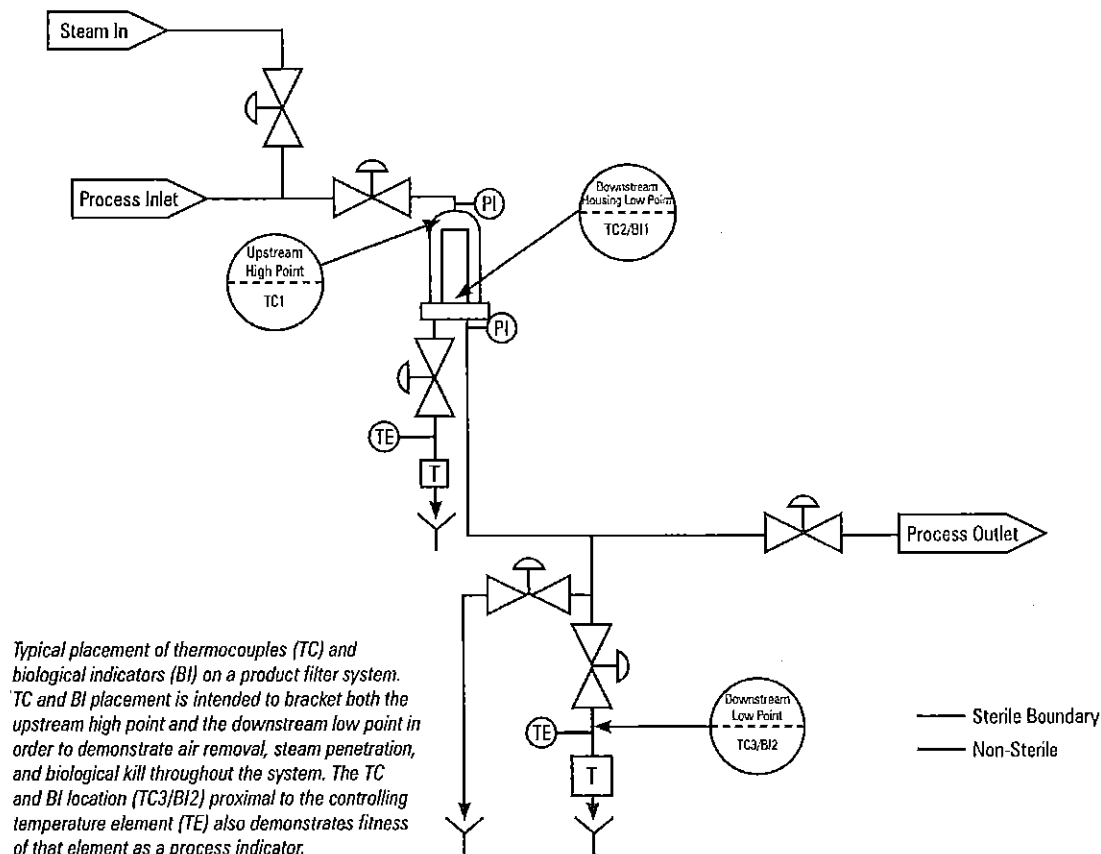 Steam In
Process Inlet
PI
Downstream
Housing Low Point
TC2/BI1
Upstream
High Point
TC1
PI
TE
T
Process Outlet
Typical placement of thermocouples (TC) and
biological indicators (BI) on a product filter system.
TC and BI placement is intended to bracket both the
upstream high point and the downstream low point in
order to demonstrate air removal, steam penetration,
and biological kill throughout the system. The TC
and BI location (TC3/BI2) proximal to the controlling
temperature element (TE) also demonstrates fitness
of that element as a process indicator.
Downstream
Low Point
TC3/BI2
TE
T
Sterile Boundary
Non-Sterile